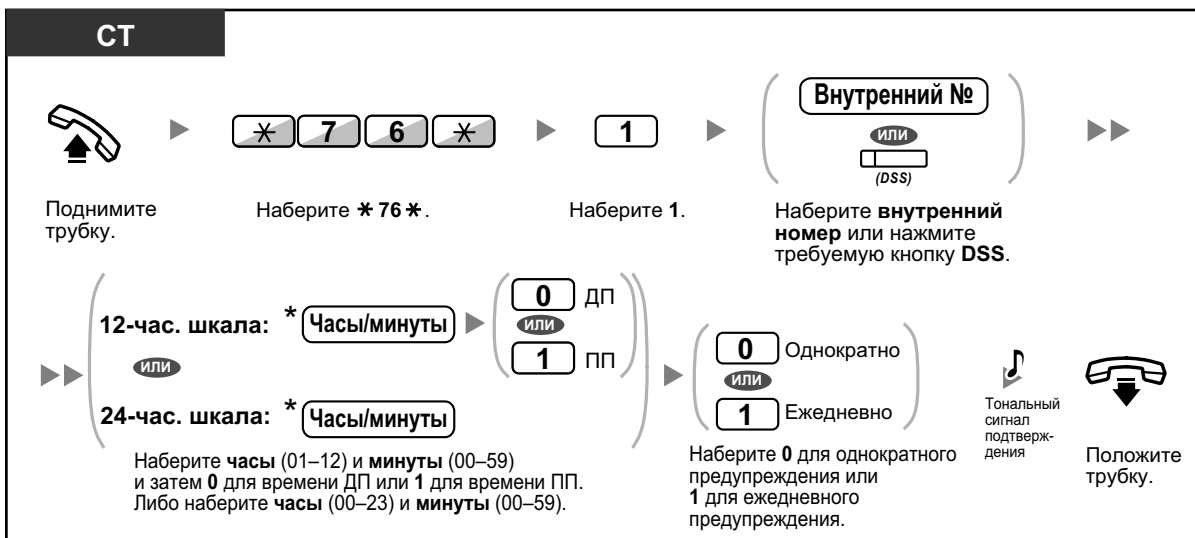 СТ
* 7 6 *
1
Внутренний №
или
(DSS)
Поднимите
трубку.
Наберите * 76 *.
Наберите 1.
Наберите внутренний
номер или нажмите
требуемую кнопку DSS.
12-час. шкала: * Часы/минуты
0 ДП
или
1 ПП
или
24-час. шкала: * Часы/минуты
Наберите часы (01–12) и минуты (00–59)
и затем 0 для времени ДП или 1 для времени ПП.
Либо наберите часы (00–23) и минуты (00–59).
0 Однократно
или
1 Ежедневно
Наберите 0 для однократного
предупреждения или
1 для ежедневного
предупреждения.
Тональный
сигнал
подтверж-
дения
Положите
трубку.